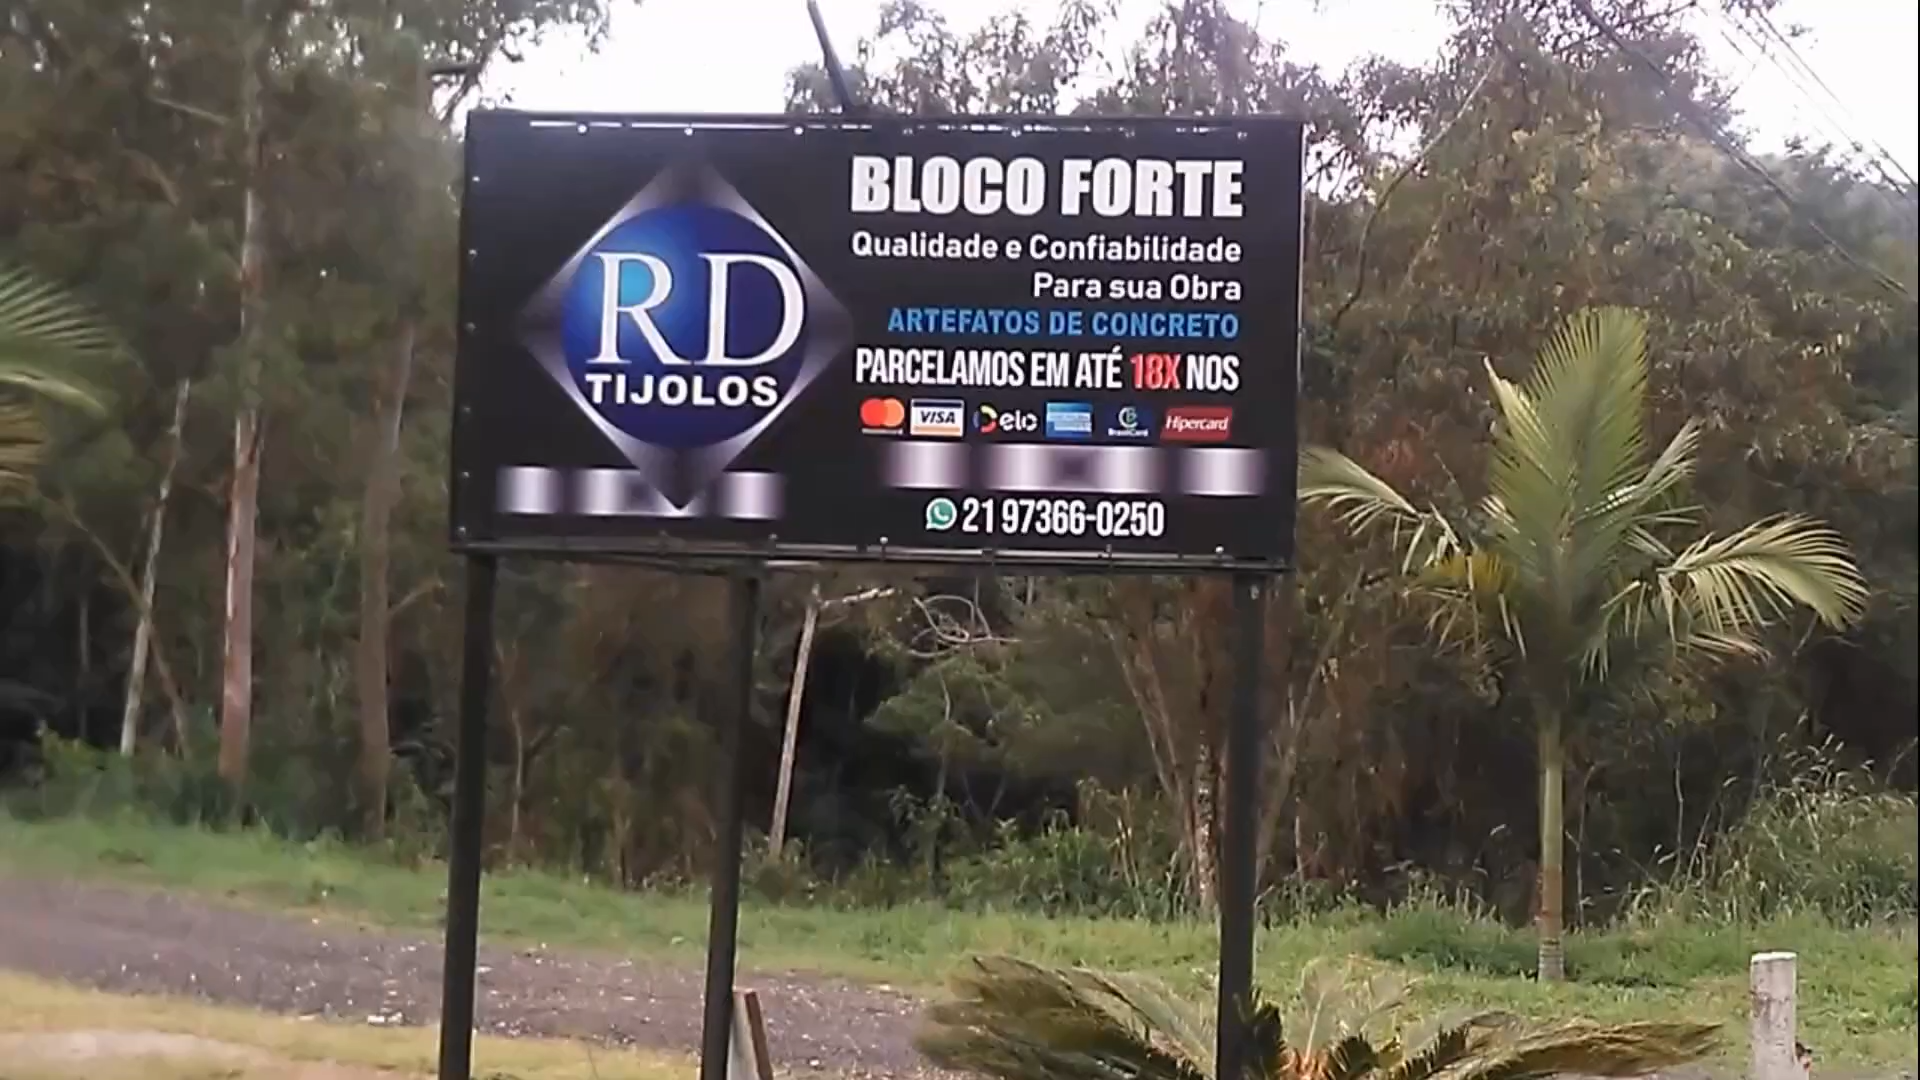 RD
TIJOLOS
BLOCO FORTE
Qualidade e Confiabilidade
Para sua Obra
ARTEFATOS DE CONCRETO
PARCELAMOS EM ATÉ 18X NOS
VISA
elo
BrasilCard
Hipercard
21 97366-0250